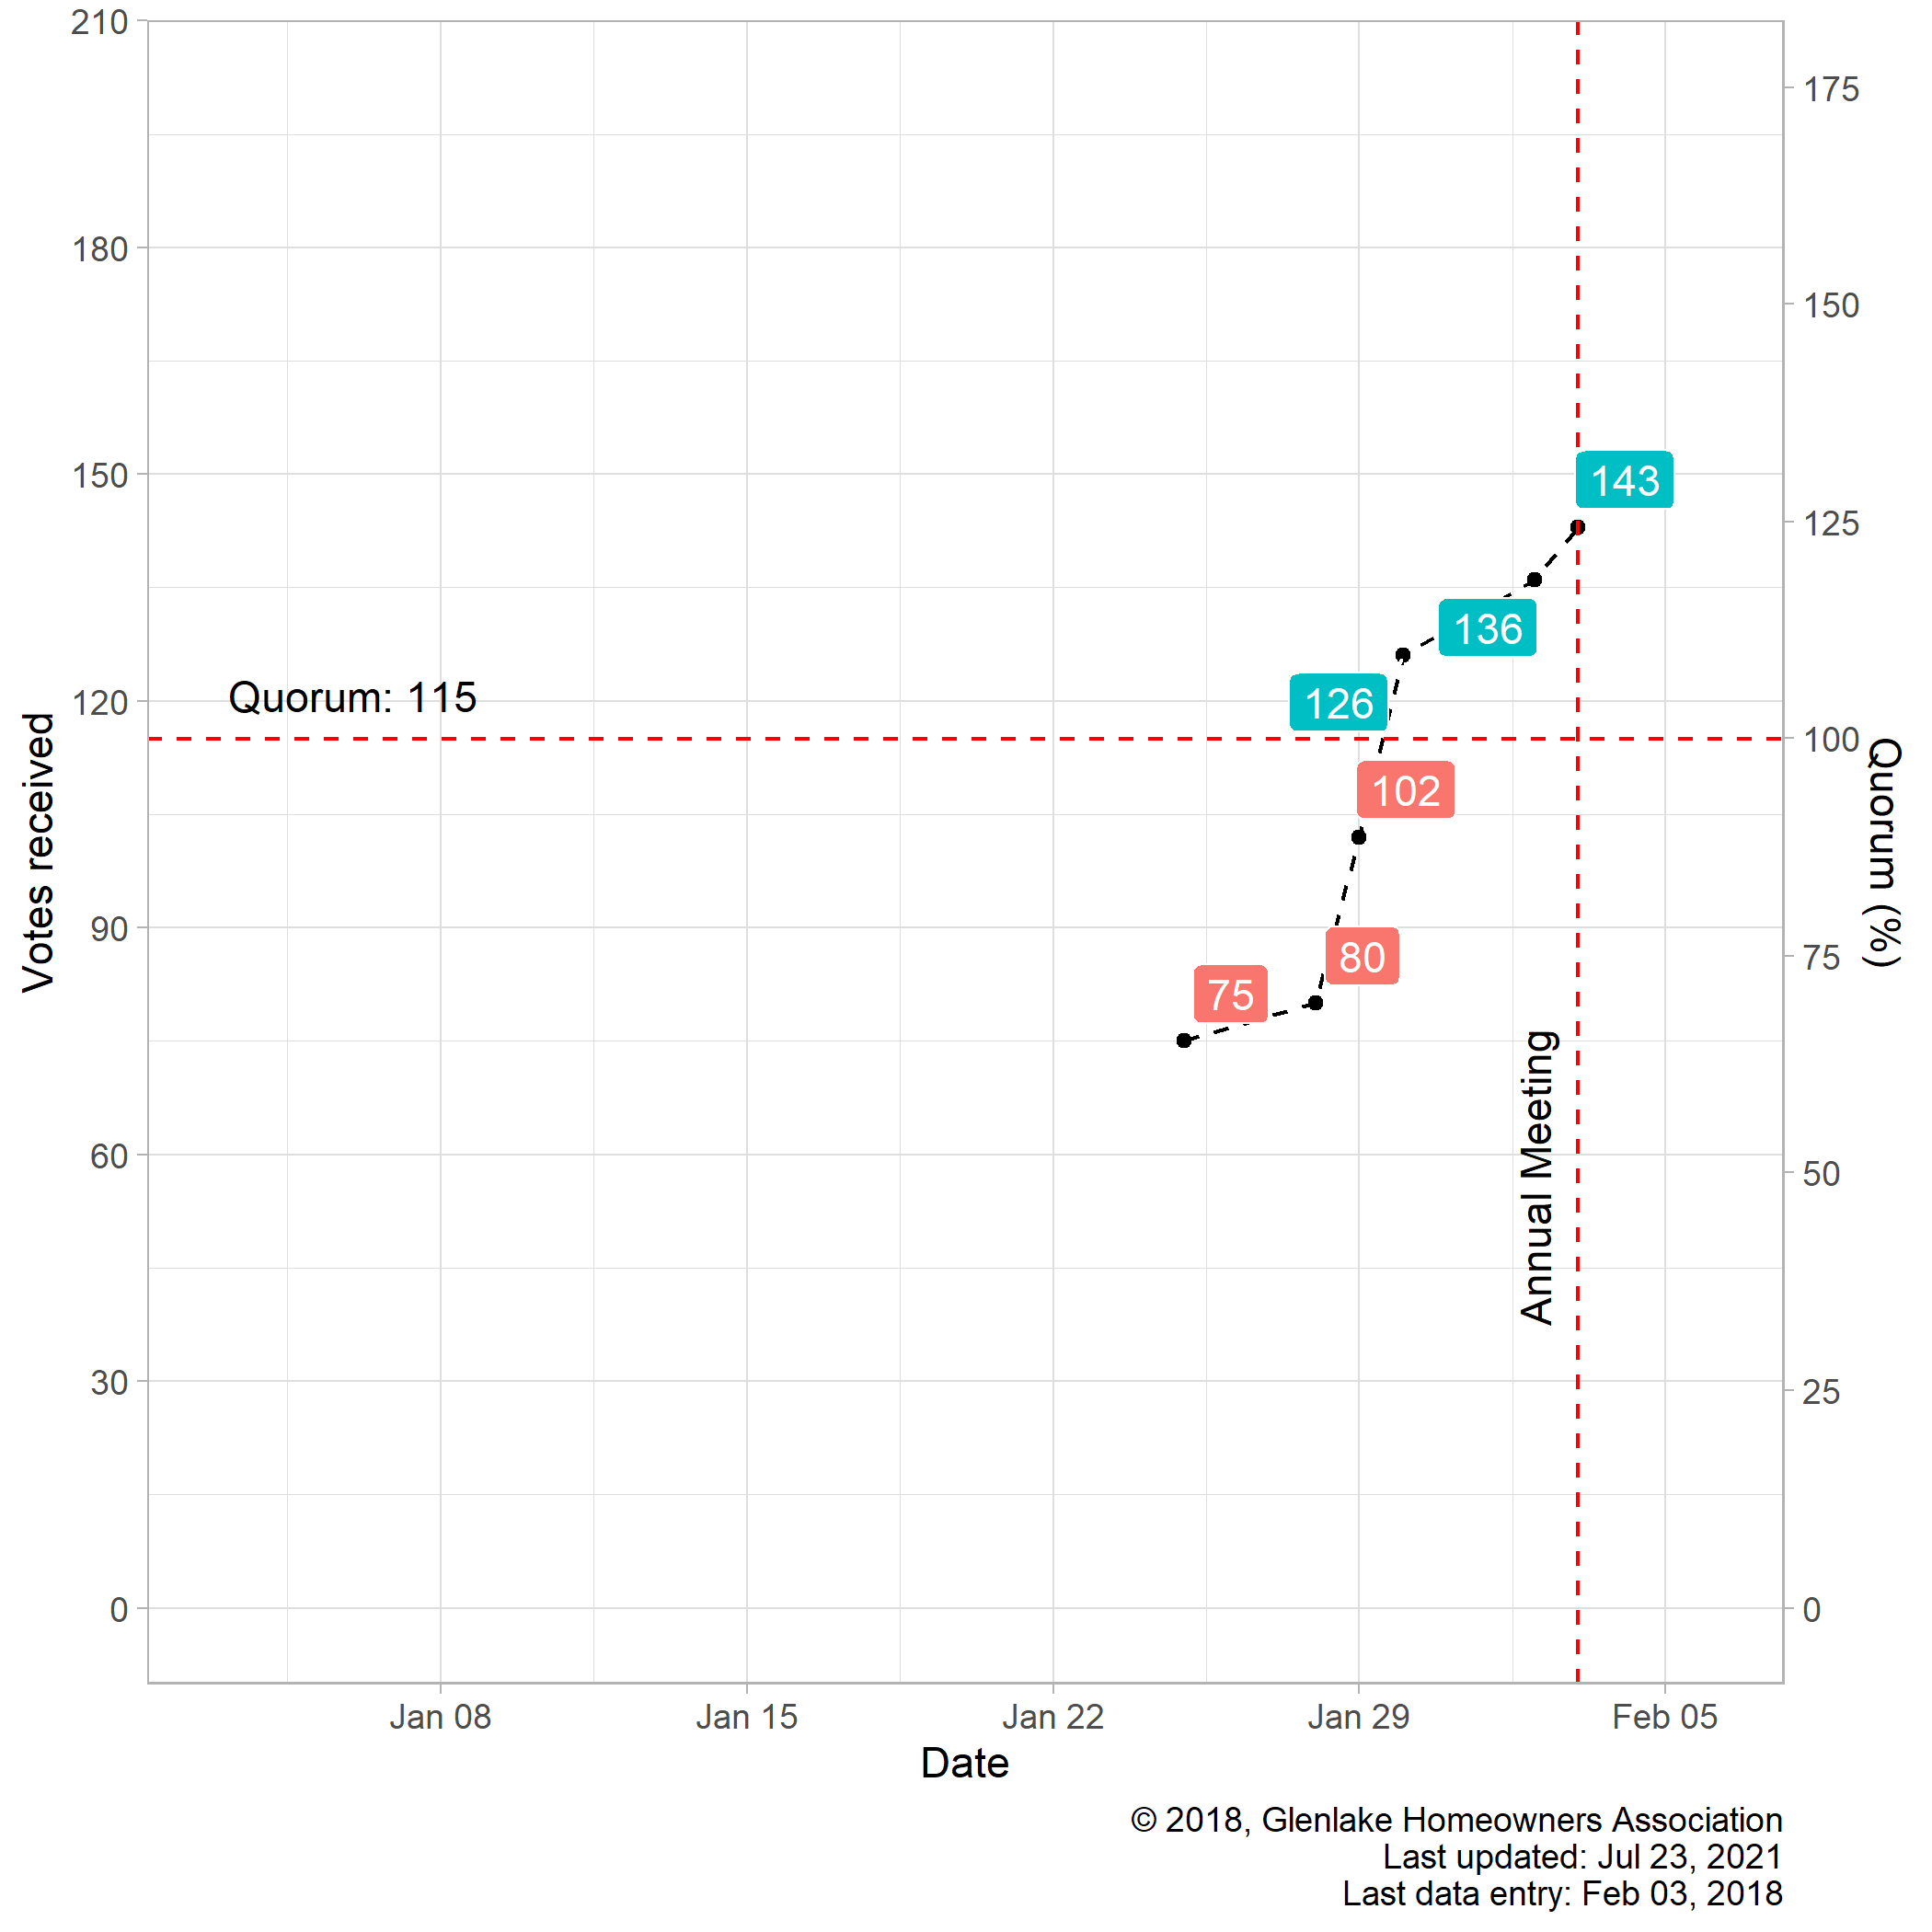 210
180
150
120
90
60
30
0
Votes received
175
150
125
100
75
50
25
0
Quorum (%)
Quorum: 115
143
136
126
102
80
75
Annual Meeting
Jan 08
Jan 15
Jan 22
Jan 29
Feb 05
Date
© 2018, Glenlake Homeowners Association
Last updated: Jul 23, 2021
Last data entry: Feb 03, 2018